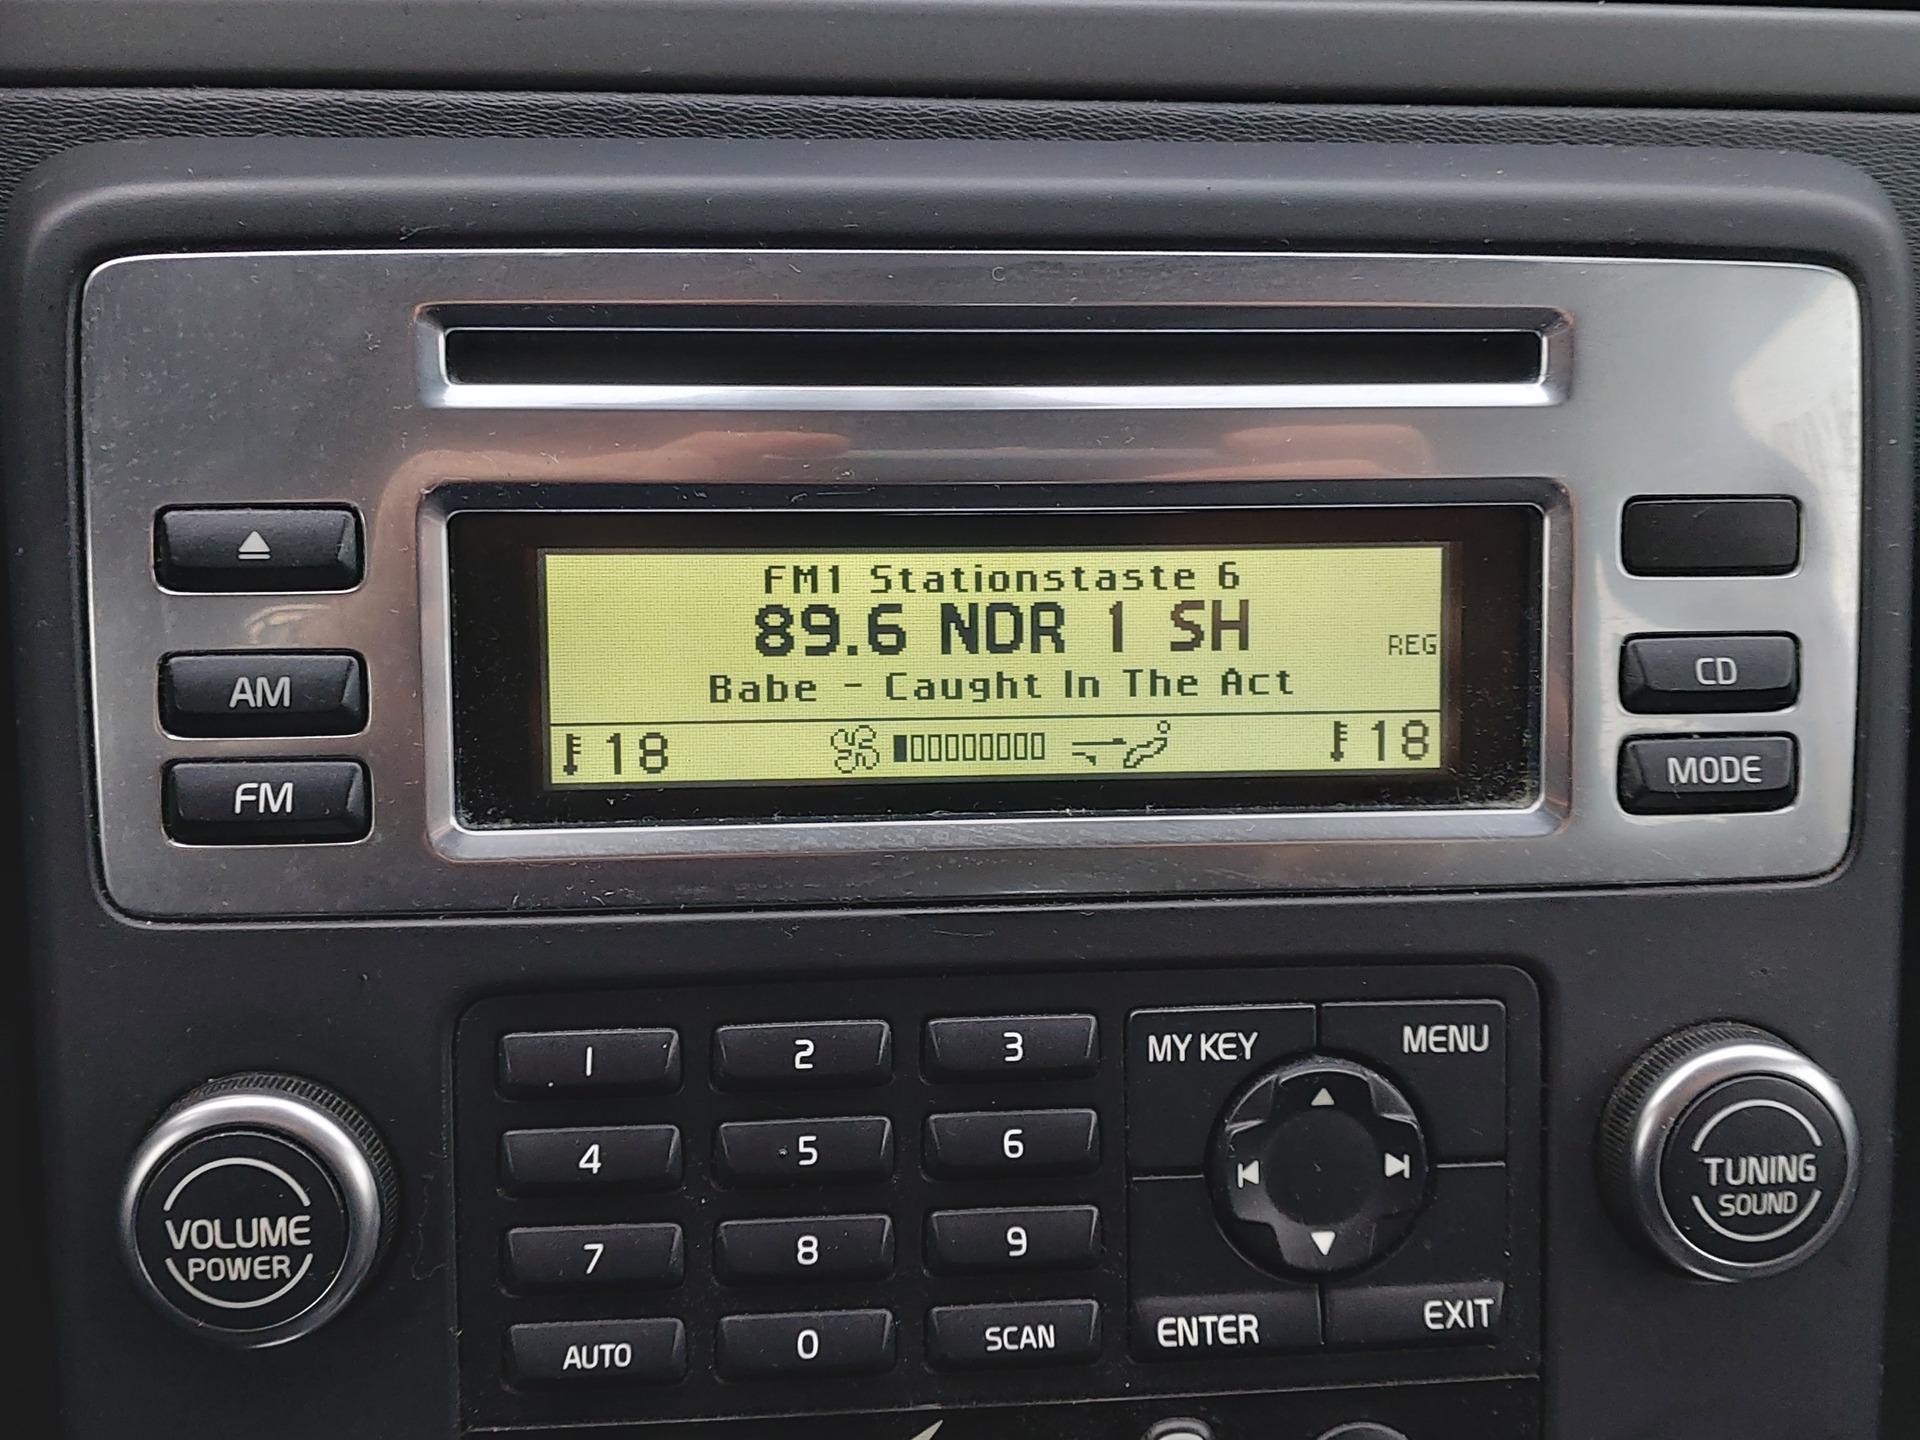 FM1 Stationstaste 6
89.6 NDR 1 SH
REG
Babe - Caught In The Act
18
18
AM
FM
CD
MODE
VOLUME
POWER
1 2 3
4 5 6
7 8 9
AUTO 0 SCAN
MY KEY MENU
ENTER EXIT
TUNING
SOUND